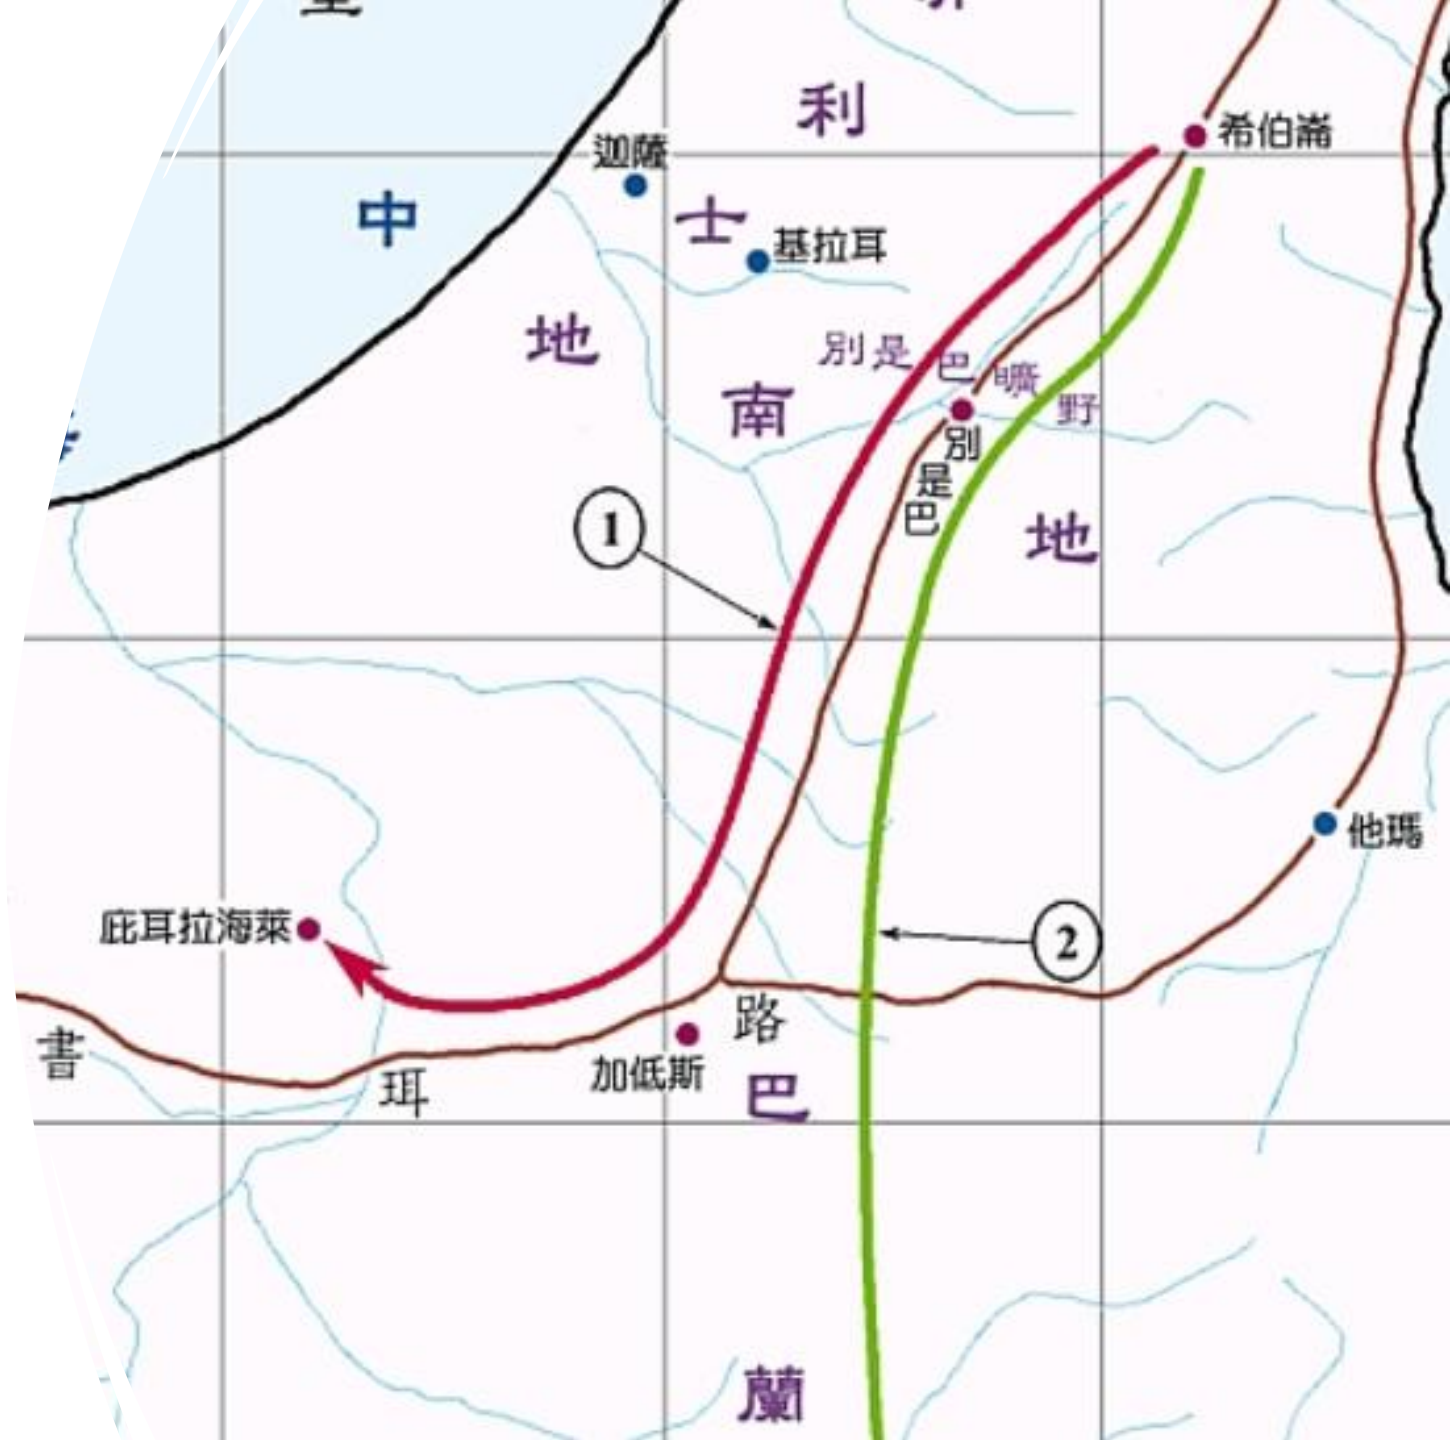 利
希伯崙
迦薩
中
士
基拉耳
地
別是巴曠野
南
別是巴
地
1
他瑪
庇耳拉海萊
2
路
書
加低斯
珥
巴
蘭